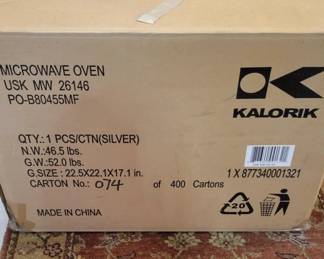 MICROWAVE OVEN
USK MW 26146
PO-B80455MF
KALORIK
QTY.: 1 PCS/CTN(SILVER)
N.W.:46.5 lbs.
G.W.:52.0 lbs.
G.SIZE : 22.5X22.1X17.1 in.
CARTON No.: 074 of 400 Cartons
1 X 877340001321
MADE IN CHINA
20